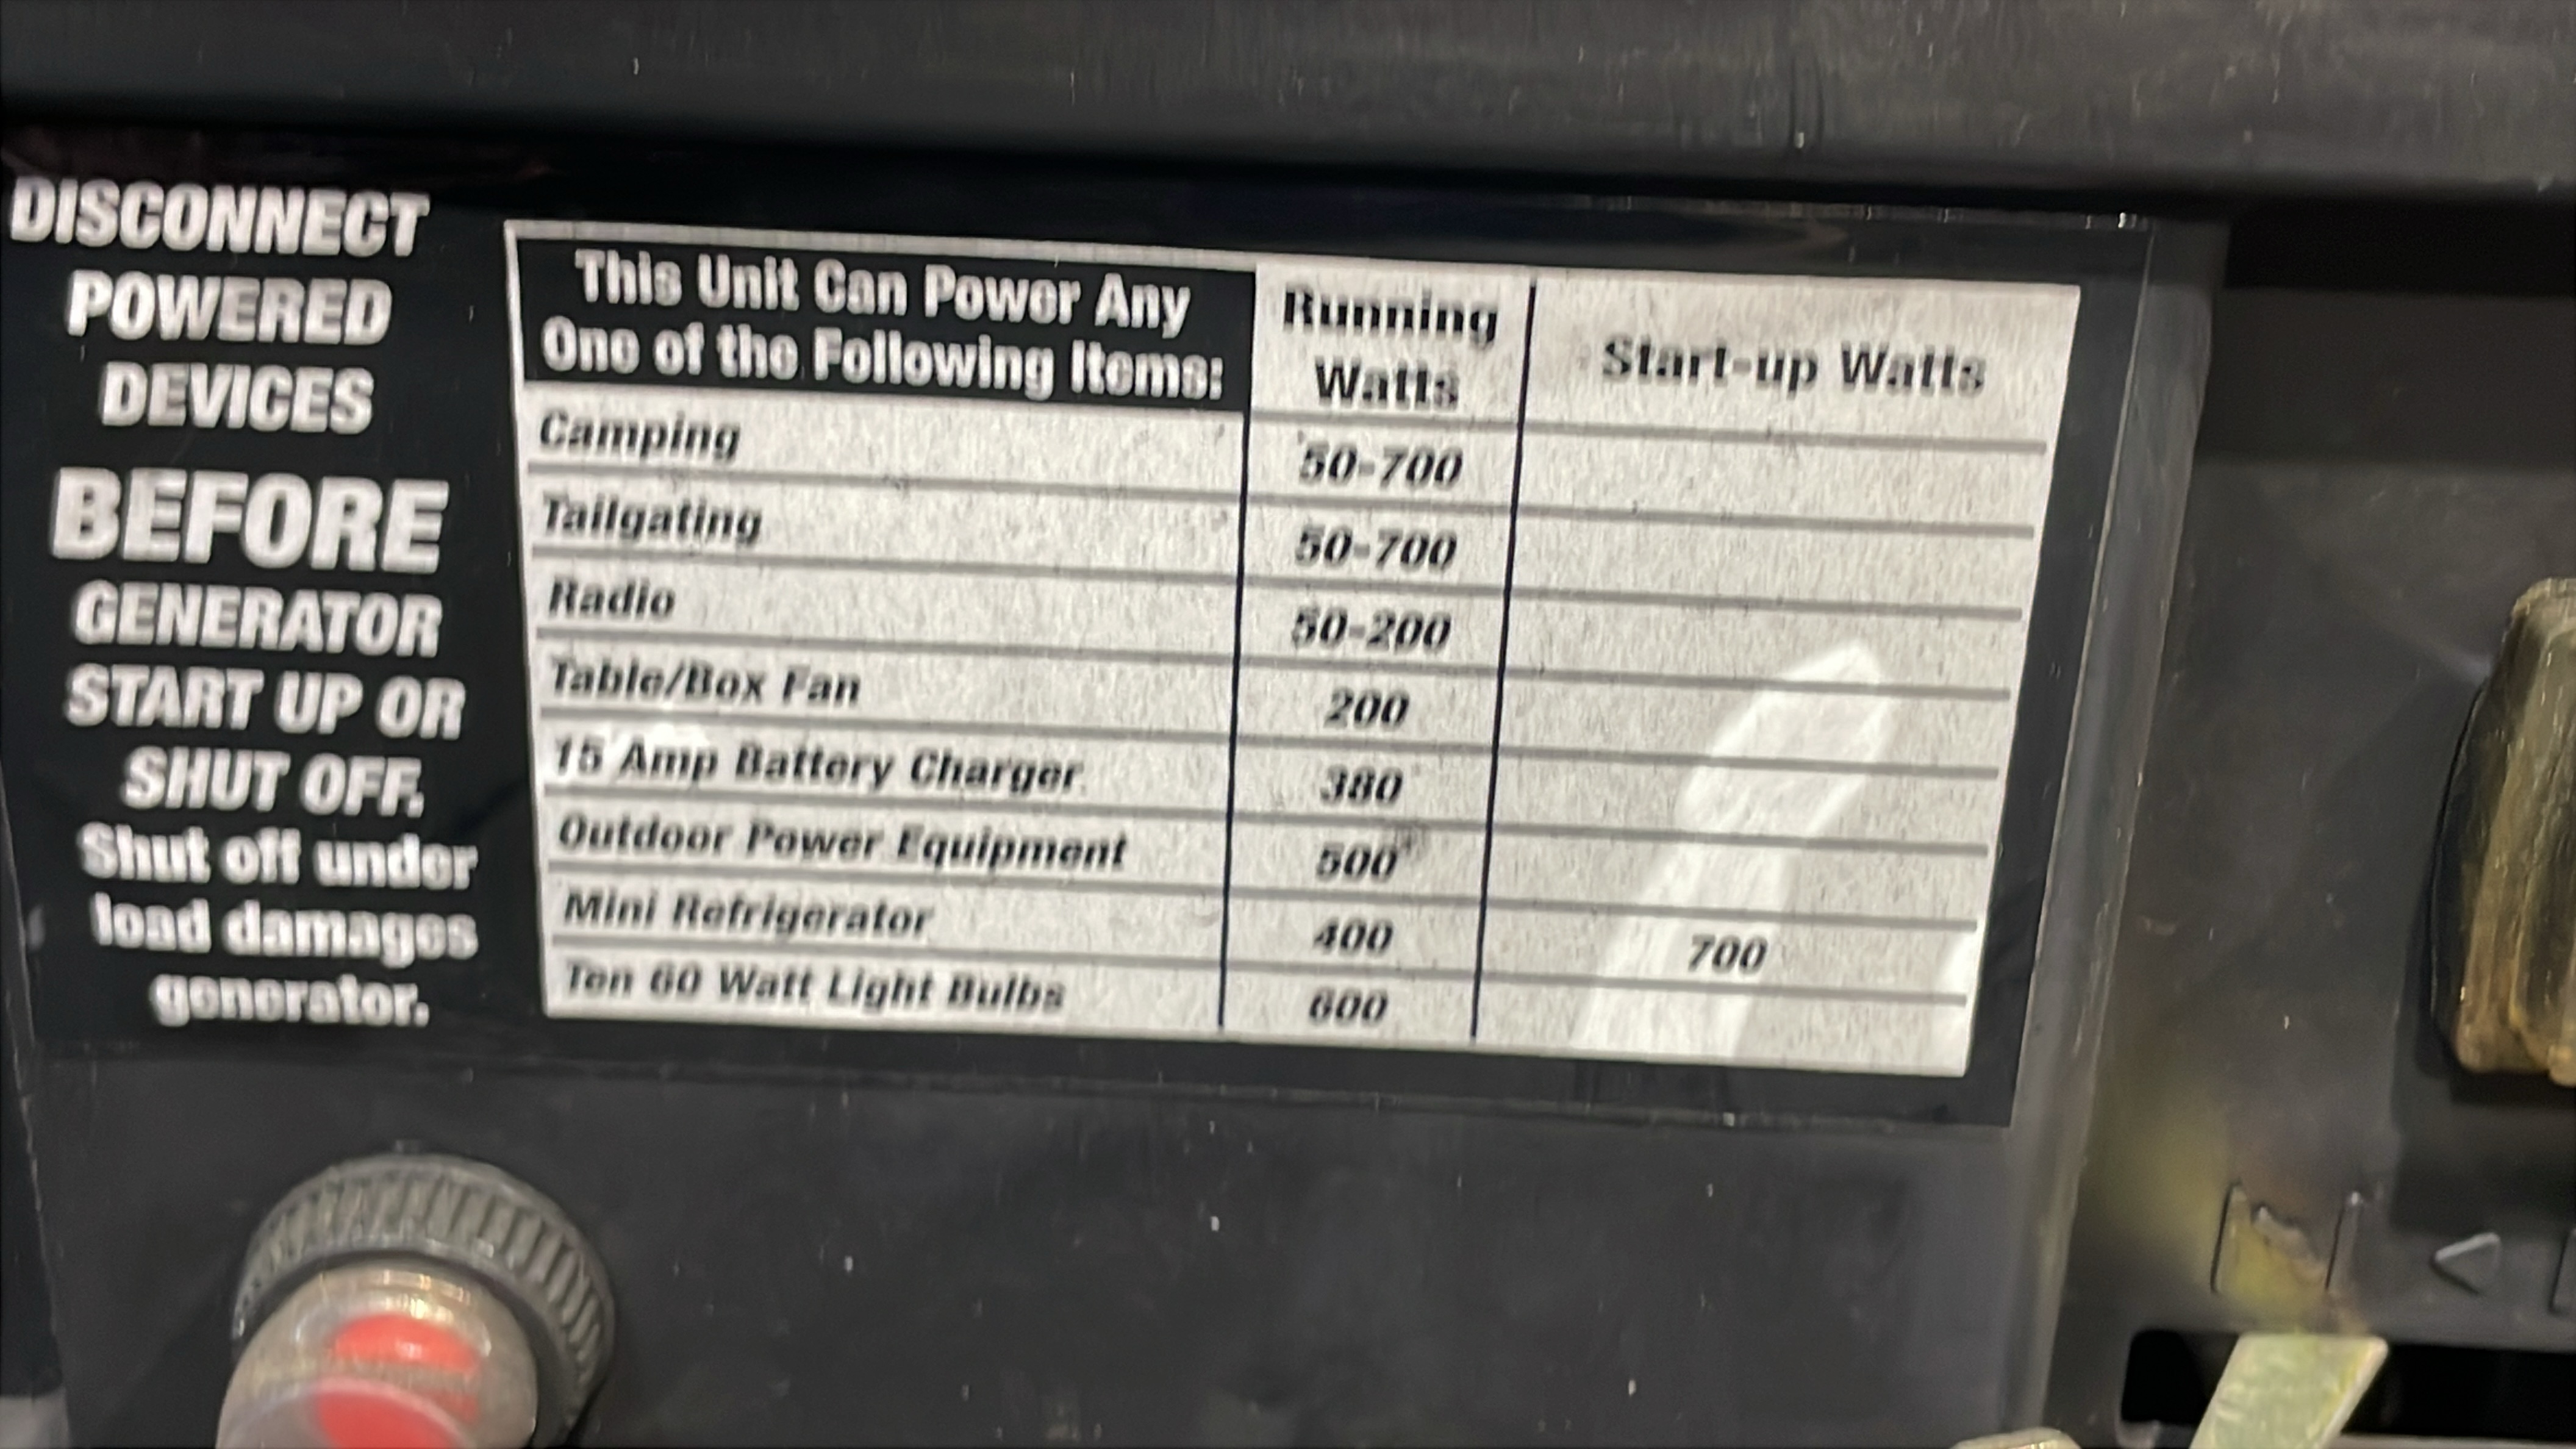 DISCONNECT
POWERED
DEVICES
BEFORE
GENERATOR
START UP OR
SHUT OFF.
Shut off under
load damages
generator.
This Unit Can Power Any
One of the Following Items:
Running
Watts
Start-up Watts
Camping 50-700
Tailgating 50-700
Radio 50-200
Table/Box Fan 200
15 Amp Battery Charger 380
Outdoor Power Equipment 500
Mini Refrigerator 400 700
Ten 60 Watt Light Bulbs 600